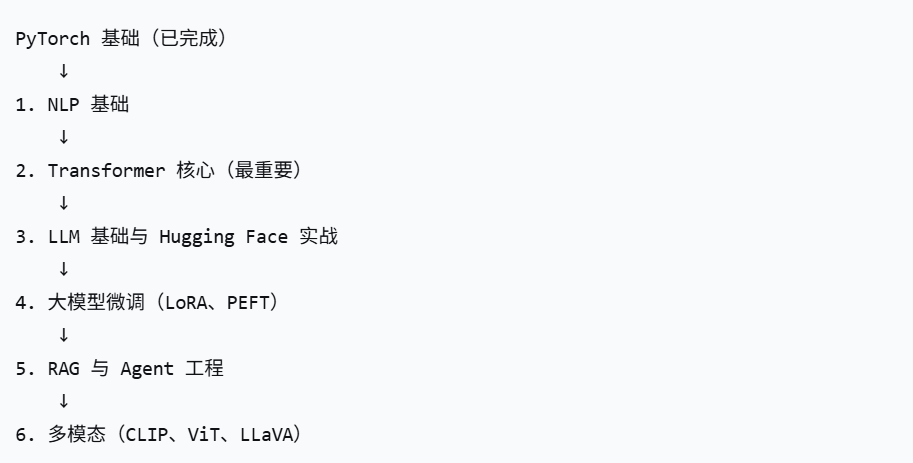 PyTorch 基础（已完成）
↓
1. NLP 基础
↓
2. Transformer 核心（最重要）
↓
3. LLM 基础与 Hugging Face 实战
↓
4. 大模型微调（LoRA、PEFT）
↓
5. RAG 与 Agent 工程
↓
6. 多模态（CLIP、ViT、LLaVA）